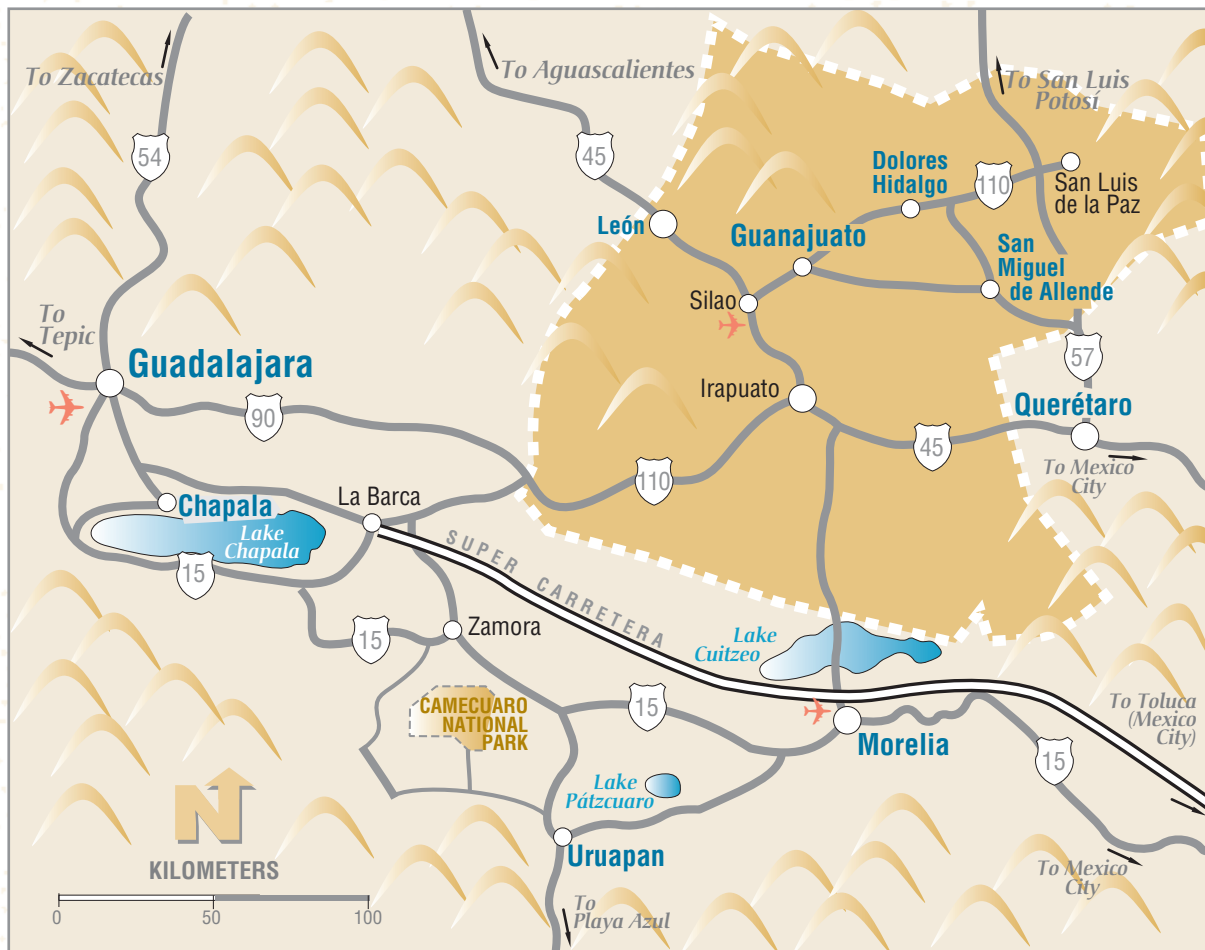 To Zacatecas
To Aguascalientes
To San Luis
Potosí
54
45
Dolores
Hidalgo
110
San Luis
de la Paz
León
Guanajuato
San
Miguel
de Allende
Silao
To
Tepic
57
Guadalajara
Irapuato
Querétaro
90
45
110
To Mexico
City
La Barca
Chapala
Lake
Chapala
15
SUPER CARRETERA
15
Zamora
Lake
Cuitzeo
CAMECUARO
NATIONAL
PARK
15
To Toluca
(Mexico
City)
Morelia
15
Lake
Pátzcuaro
N
KILOMETERS
Uruapan
To Mexico
City
0 50 100
To
Playa Azul